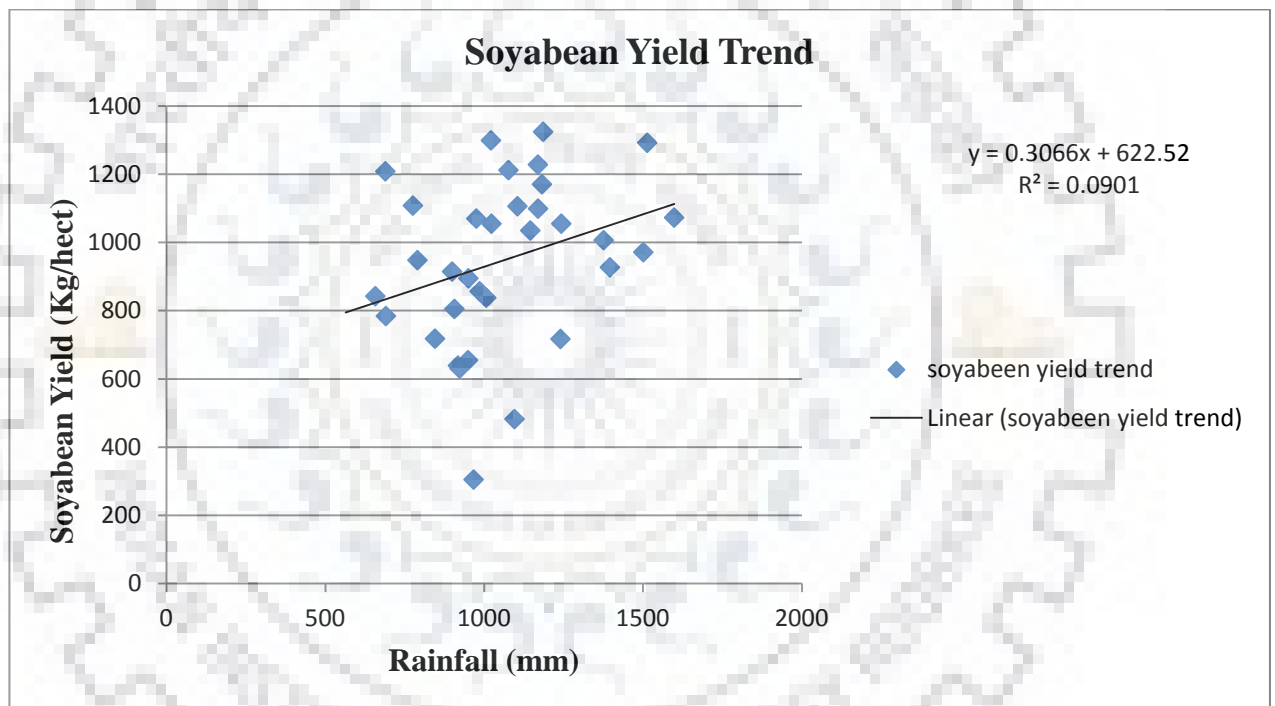 Soyabean Yield Trend
1400
1200
1000
800
600
400
200
0
Soyabean Yield (Kg/hect)
0 500 1000 1500 2000
Rainfall (mm)
y = 0.3066x + 622.52
R² = 0.0901
soyabeen yield trend
Linear (soyabeen yield trend)